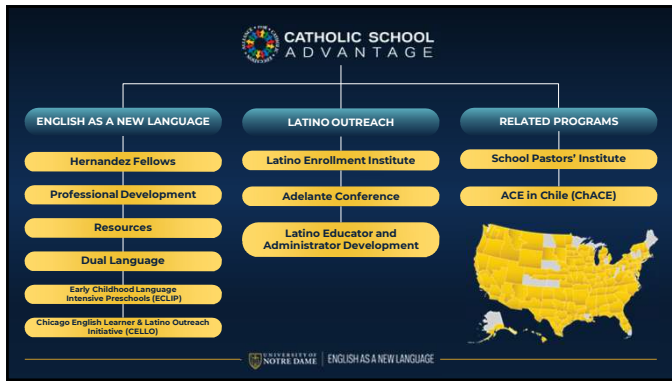 CATHOLIC SCHOOL
ADVANTAGE
ENGLISH AS A NEW LANGUAGE
Hernandez Fellows
Professional Development
Resources
Dual Language
Early Childhood Language
Intensive Preschools (ECLIP)
Chicago English Learner & Latino Outreach
Initiative (CELLO)
LATINO OUTREACH
Latino Enrollment Institute
Adelante Conference
Latino Educator and
Administrator Development
RELATED PROGRAMS
School Pastors' Institute
ACE in Chile (ChACE)
UNIVERSITY OF
NOTRE DAME
ENGLISH AS A NEW LANGUAGE